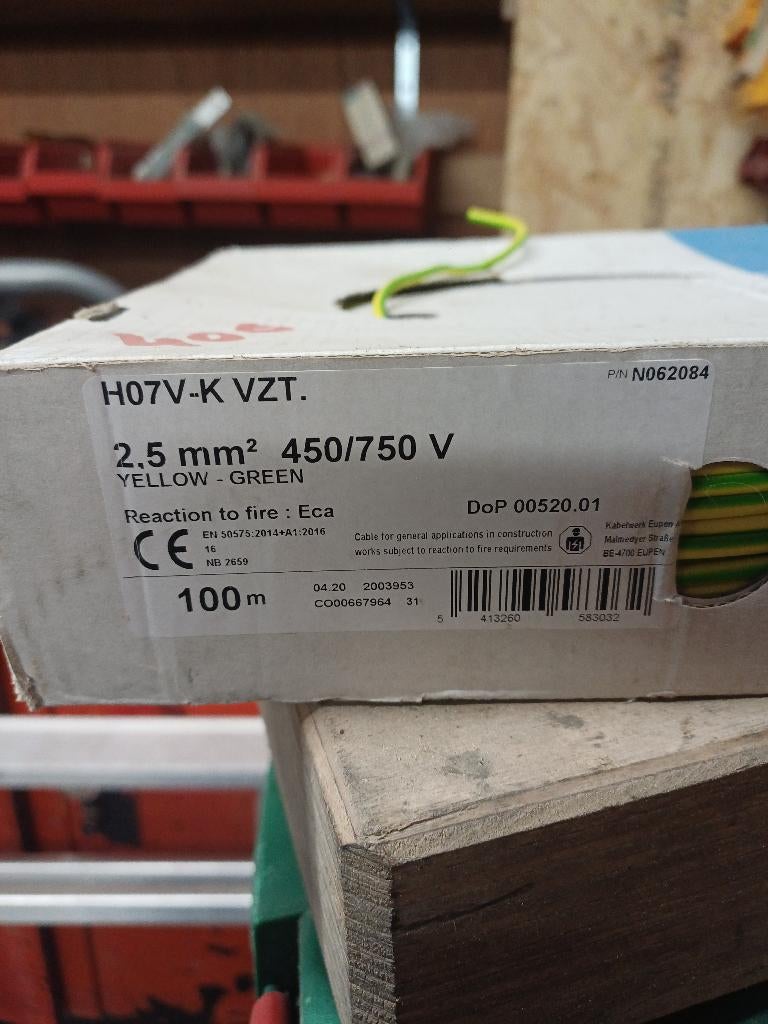 400
H07V-K VZT.
P/N N062084
2,5 mm² 450/750 V
YELLOW - GREEN
Reaction to fire : Eca
DoP 00520.01
CE
EN 50575:2014+A1:2016
16
NB 2659
Cable for general applications in construction
works subject to reaction to fire requirements
Kabelwerk Eupen A
Malmedyer Straße
BE-4700 EUPEN
100 m
04.20 2003953
CO00667964 31
5 413260 583032